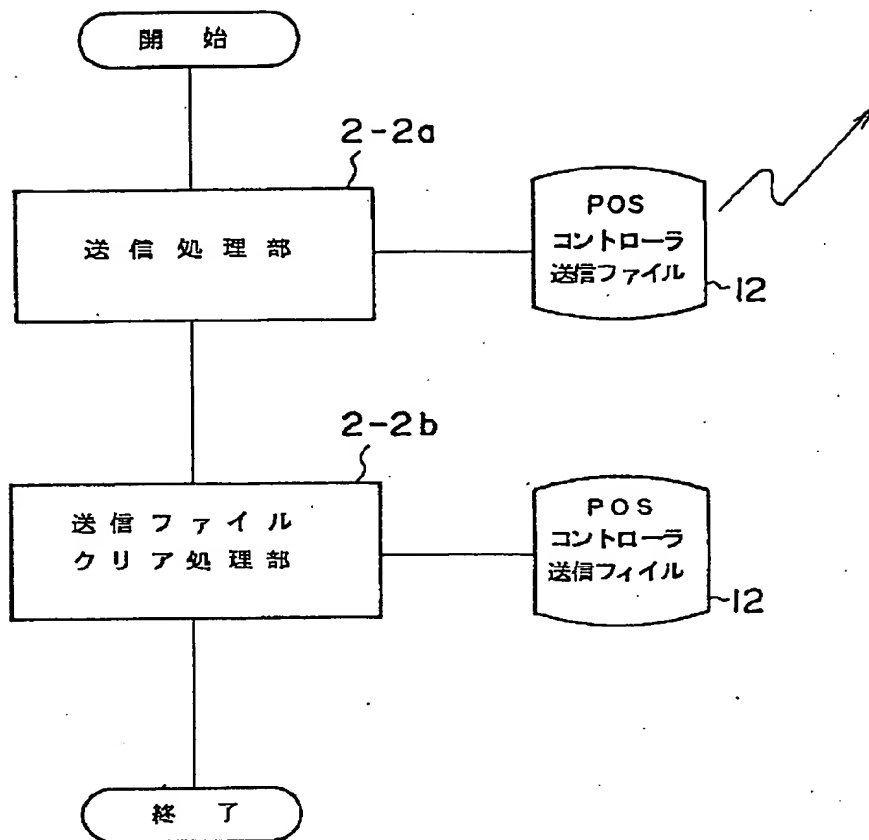 開始
2-2a
送信処理部
POS
コントローラ
送信ファイル
12
2-2b
送信ファイル
クリア処理部
POS
コントローラ
送信フィイル
12
終了